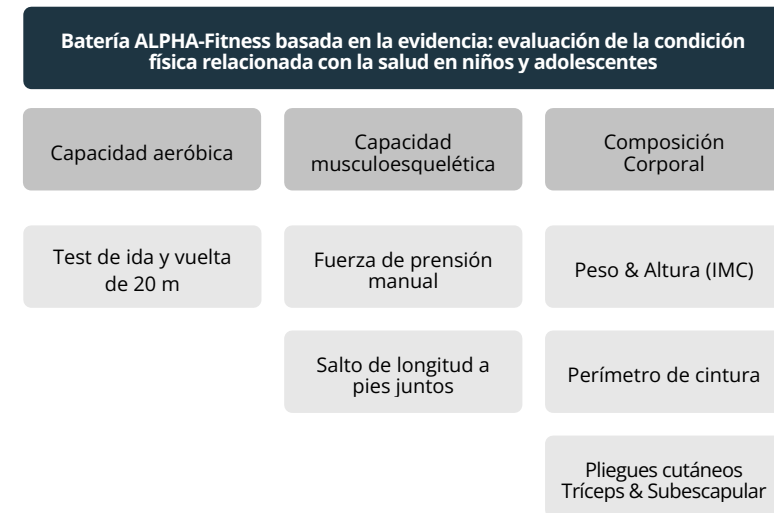 Batería ALPHA-Fitness basada en la evidencia: evaluación de la condición
física relacionada con la salud en niños y adolescentes
Capacidad aeróbica
Capacidad
musculoesquelética
Composición
Corporal
Test de ida y vuelta
de 20 m
Fuerza de prensión
manual
Peso & Altura (IMC)
Salto de longitud a
pies juntos
Perímetro de cintura
Pliegues cutáneos
Tríceps & Subescapular